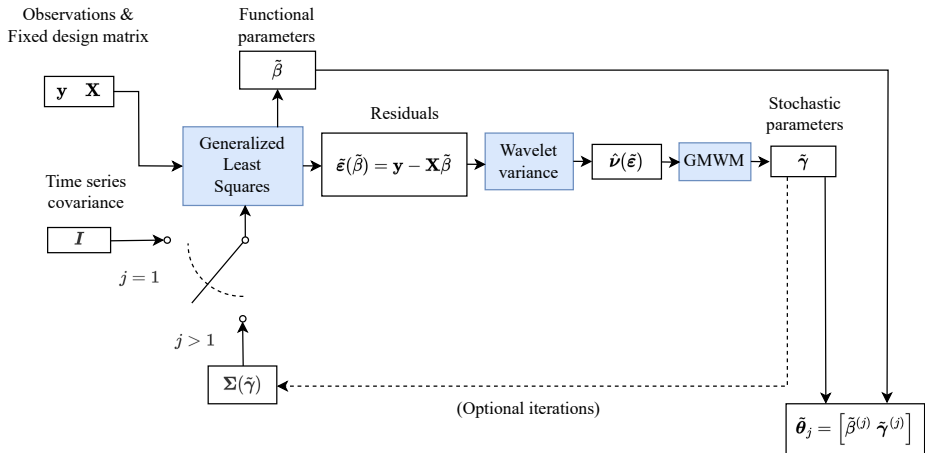 Observations &
Fixed design matrix
y X
Functional
parameters
β̃
Generalized
Least
Squares
Residuals
ε̃(β̃) = y − Xβ̃
Wavelet
variance
ν̂(ε̃)
GMWM
Stochastic
parameters
γ̃
Time series
covariance
I
j = 1
j > 1
Σ(γ̃)
(Optional iterations)
θ̃ⱼ = [β̃⁽ʲ⁾ γ̃⁽ʲ⁾]